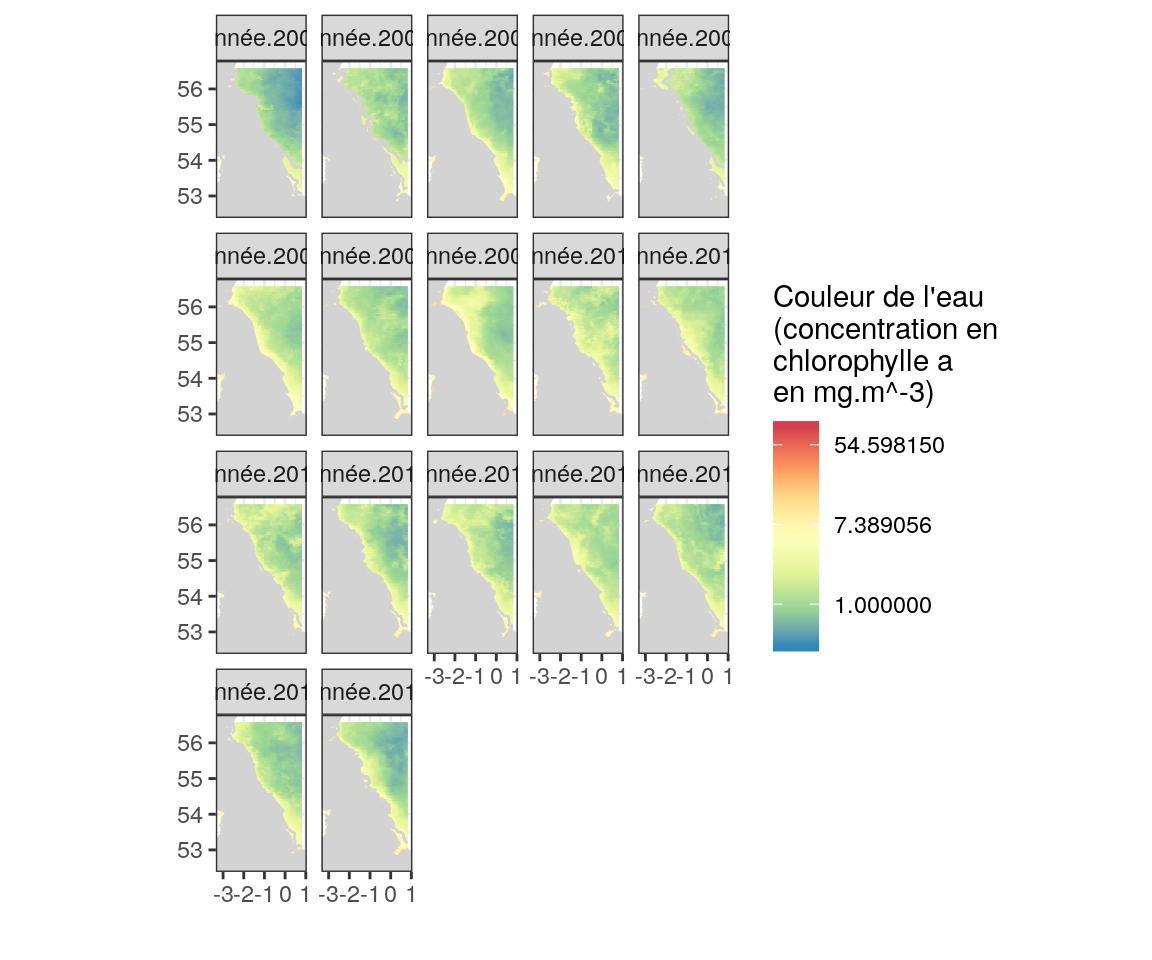 nnée.200 nnée.200 nnée.200 nnée.200 nnée.200
56
55
54
53
nnée.200 nnée.200 nnée.200 nnée.201 nnée.201
56
55
54
53
Couleur de l'eau
(concentration en
chlorophylle a
en mg.m^-3)
54.598150
7.389056
1.000000
nnée.201 nnée.201 nnée.201 nnée.201 nnée.201
56
55
54
53
-3 -2 -1 0 1 -3 -2 -1 0 1 -3 -2 -1 0 1
nnée.201 nnée.201
56
55
54
53
-3 -2 -1 0 1 -3 -2 -1 0 1